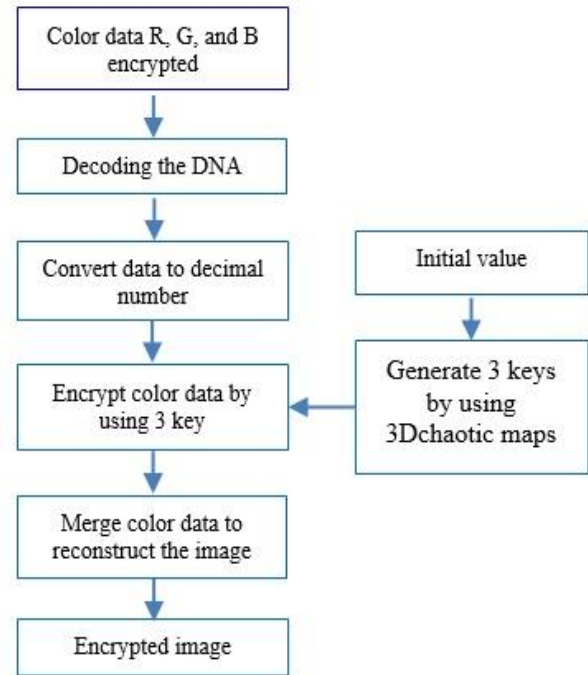 Color data R, G, and B
encrypted
Decoding the DNA
Convert data to decimal
number
Initial value
Encrypt color data by
using 3 key
Generate 3 keys
by using
3Dchaotic maps
Merge color data to
reconstruct the image
Encrypted image